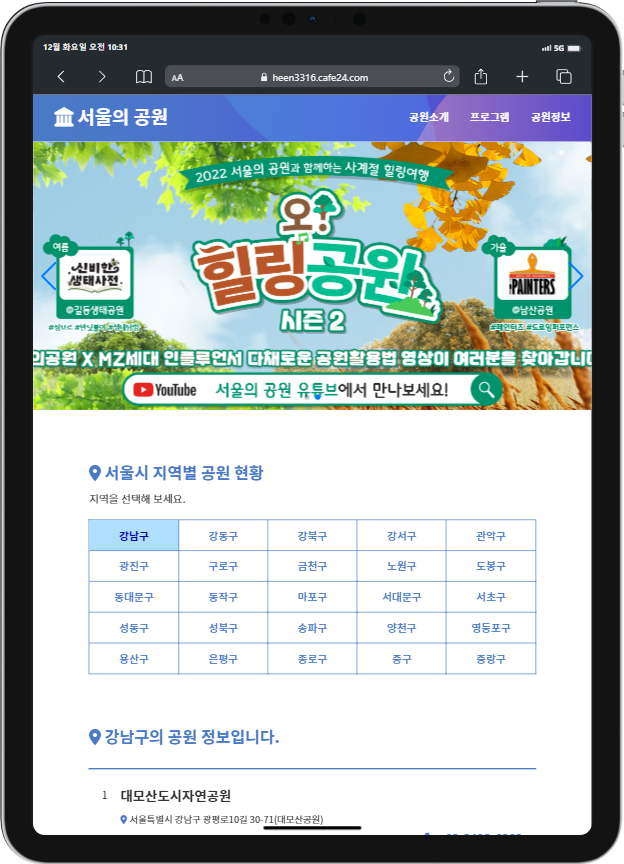 12월 화요일 오전 10:31
5G
AA
heen3316.cafe24.com
서울의 공원
공원소개
프로그램
공원정보
2022 서울의 공원과 함께하는 사계절 힐링여행
오!
힐링공원
시즌 2
여름
신비한
생태사전
@길동생태공원
가을
PAINTERS
@남산공원
#페인터즈 #드로잉퍼포먼스
의공원 X MZ세대 인플루언서 다채로운 공원활용법 영상이 여러분을 찾아갑니
YouTube 서울의 공원 유튜브에서 만나보세요!
서울시 지역별 공원 현황
지역을 선택해 보세요.
강남구 강동구 강북구 강서구 관악구
광진구 구로구 금천구 노원구 도봉구
동대문구 동작구 마포구 서대문구 서초구
성동구 성북구 송파구 양천구 영등포구
용산구 은평구 종로구 중구 중랑구
강남구의 공원 정보입니다.
1 대모산도시자연공원
서울특별시 강남구 광평로10길 30-71(대모산공원)